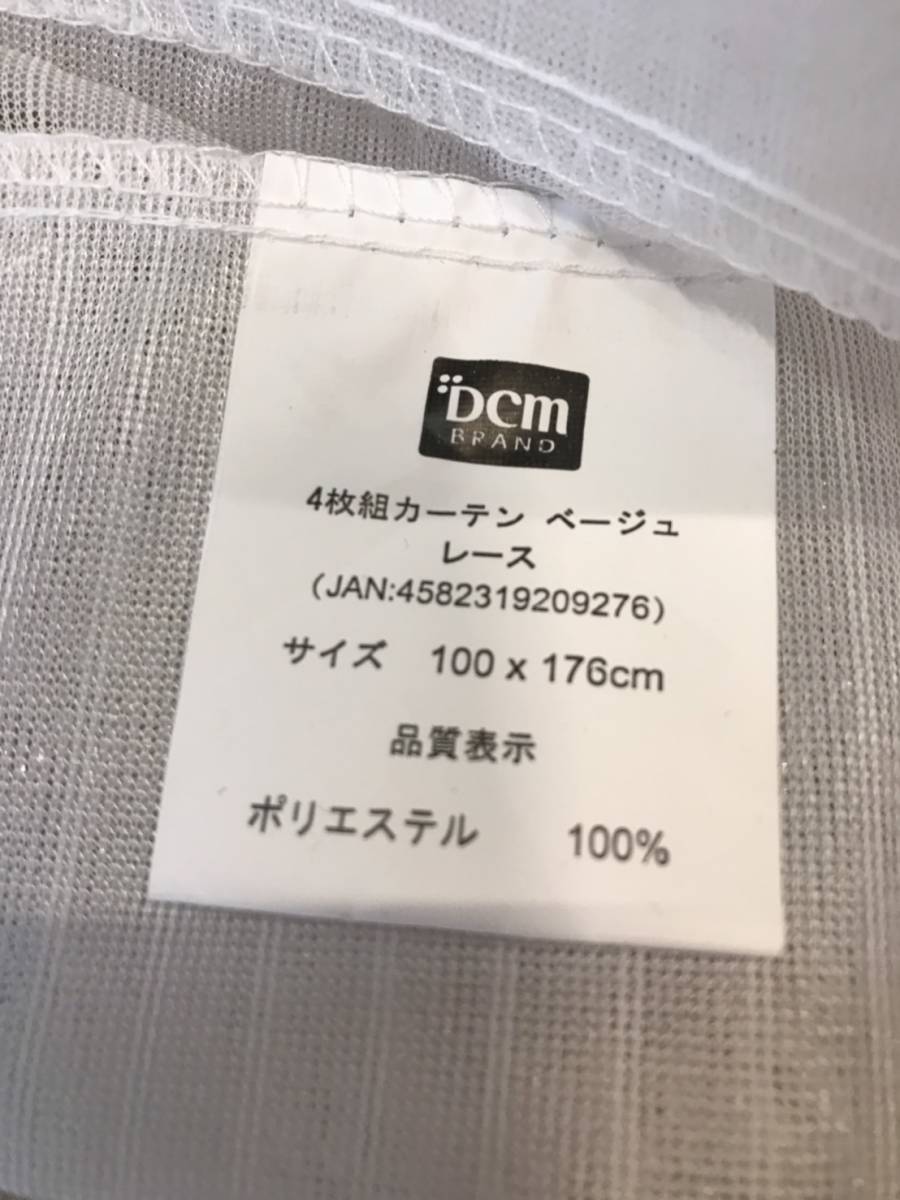 DCM
BRAND
4枚組カーテン ベージュ
レース
(JAN:4582319209276)
サイズ 100 x 176cm
品質表示
ポリエステル 100%